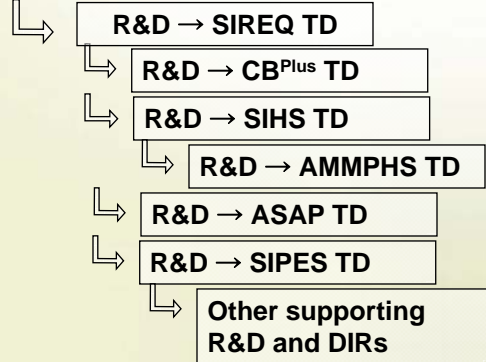 R&D → SIREQ TD
R&D → CBPlus TD
R&D → SIHS TD
R&D → AMMPHS TD
R&D → ASAP TD
R&D → SIPES TD
Other supporting
R&D and DIRs